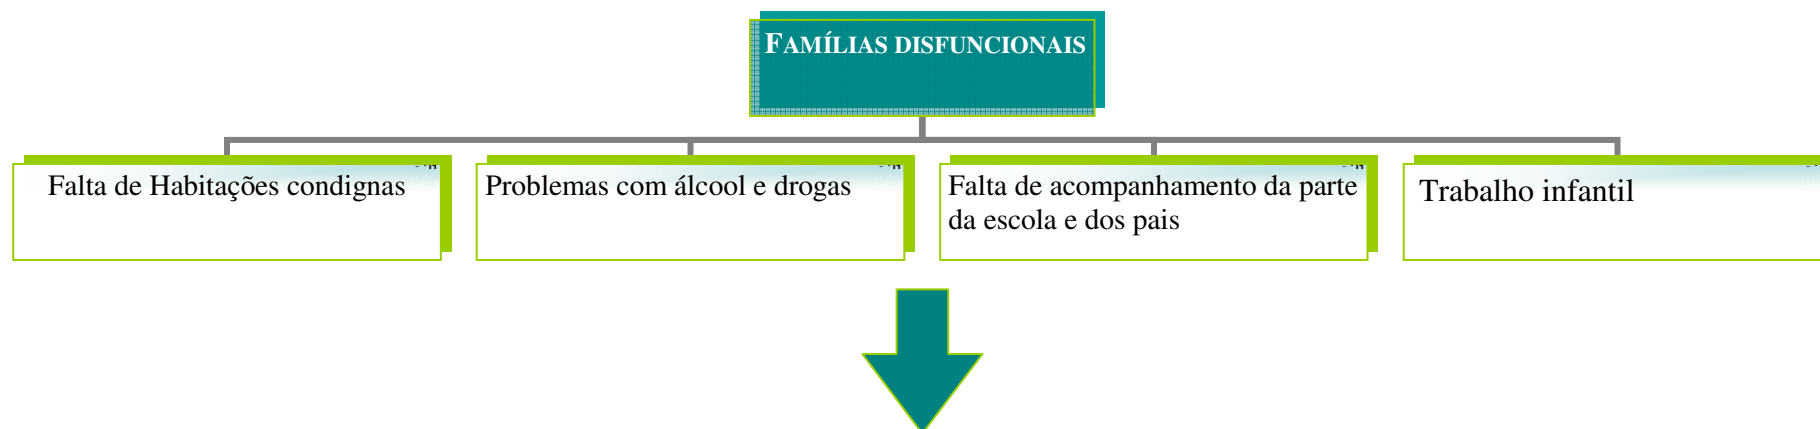 FAMÍLIAS DISFUNCIONAIS
Falta de Habitações condignas
Problemas com álcool e drogas
Falta de acompanhamento da parte
da escola e dos pais
Trabalho infantil